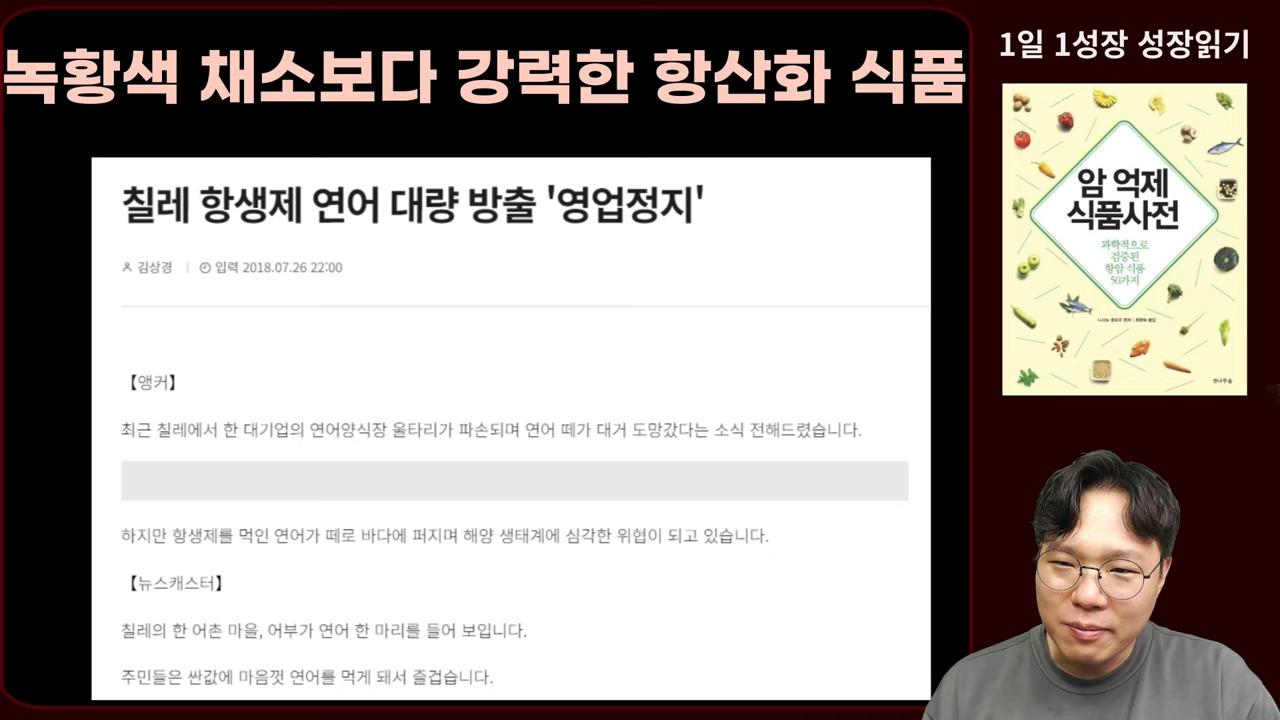 녹황색 채소보다 강력한 항산화 식품
1일 1성장 성장읽기
칠레 항생제 연어 대량 방출 '영업정지'
김상경 | 입력 2018.07.26 22:00
【앵커】
최근 칠레에서 한 대기업의 연어양식장 울타리가 파손되며 연어 떼가 대거 도망갔다는 소식 전해드렸습니다.
하지만 항생제를 먹인 연어가 떼로 바다에 퍼지며 해양 생태계에 심각한 위협이 되고 있습니다.
【뉴스캐스터】
칠레의 한 어촌 마을, 어부가 연어 한 마리를 들어 보입니다.
주민들은 싼값에 마음껏 연어를 먹게 돼서 즐겁습니다.
암 억제
식품사전
과학적으로
검증된
항암 식품
50가지
전나무숲